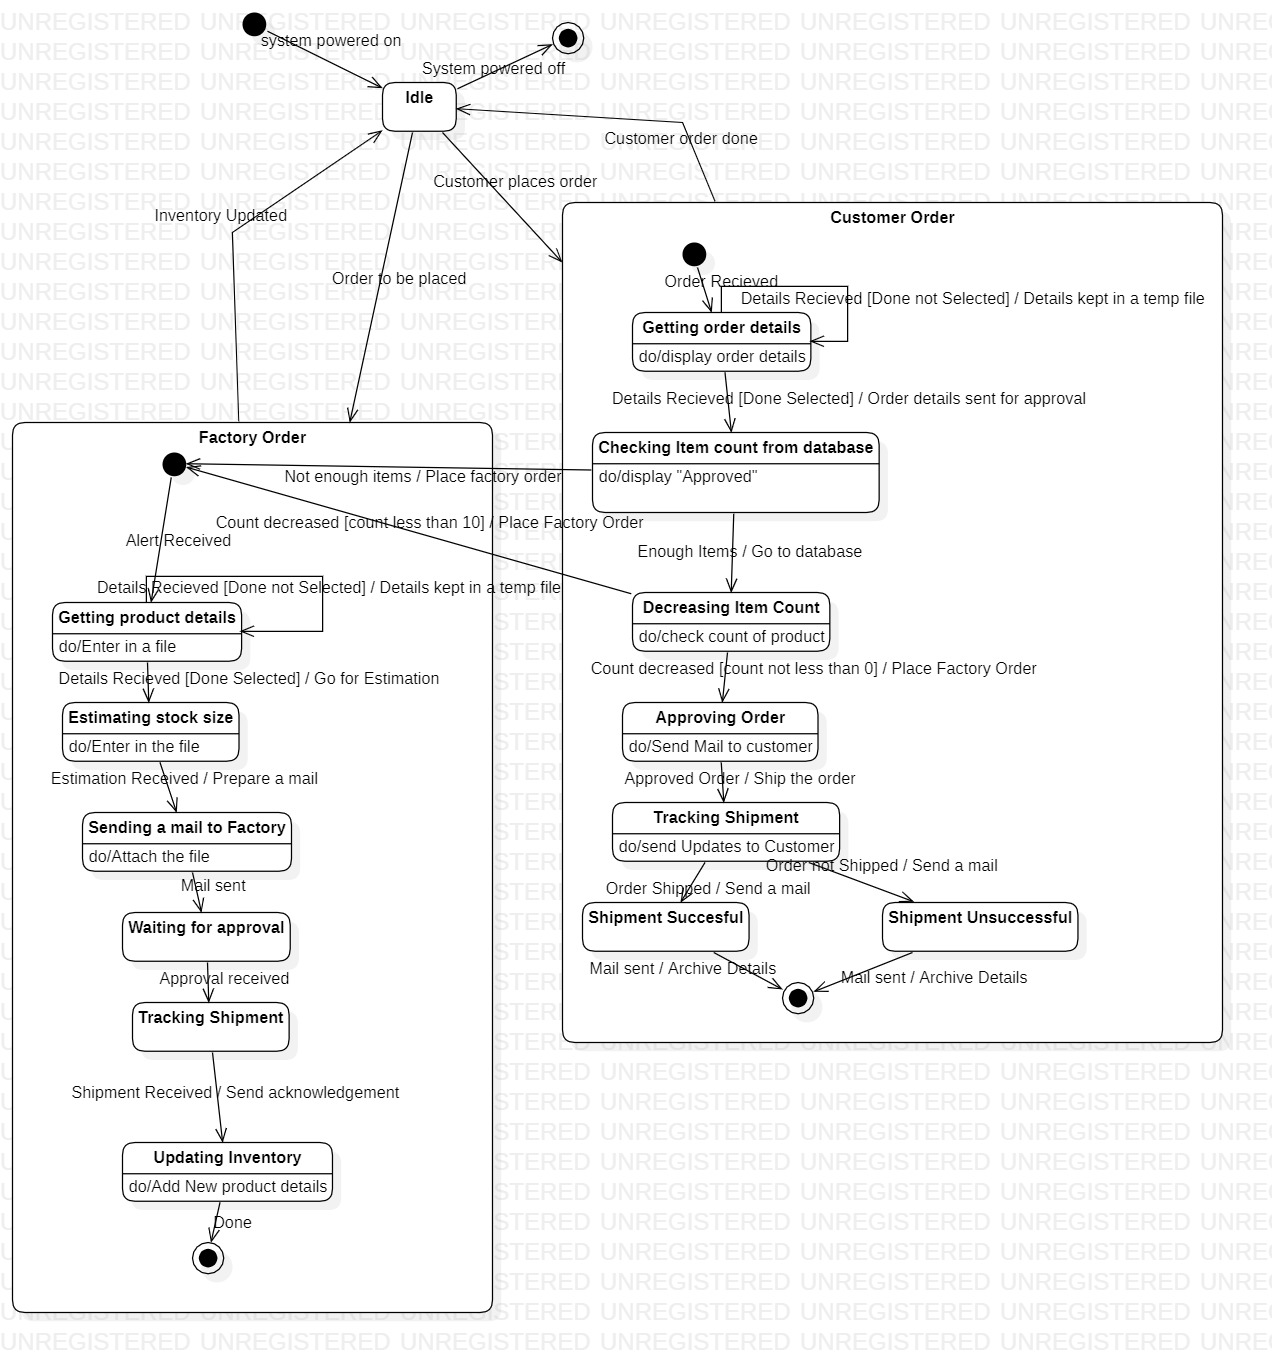 system powered on
System powered off
Idle
Customer order done
Customer places order
Inventory Updated
Order to be placed
Customer Order
Order Recieved
Details Recieved [Done not Selected] / Details kept in a temp file
Getting order details
do/display order details
Details Recieved [Done Selected] / Order details sent for approval
Checking Item count from database
do/display "Approved"
Enough Items / Go to database
Decreasing Item Count
do/check count of product
Count decreased [count not less than 0] / Place Factory Order
Approving Order
do/Send Mail to customer
Approved Order / Ship the order
Tracking Shipment
do/send Updates to Customer
Order not Shipped / Send a mail
Order Shipped / Send a mail
Shipment Succesful
Shipment Unsuccessful
Mail sent / Archive Details
Mail sent / Archive Details
Factory Order
Not enough items / Place factory order
Count decreased [count less than 10] / Place Factory Order
Alert Received
Details Recieved [Done not Selected] / Details kept in a temp file
Getting product details
do/Enter in a file
Details Recieved [Done Selected] / Go for Estimation
Estimating stock size
do/Enter in the file
Estimation Received / Prepare a mail
Sending a mail to Factory
do/Attach the file
Mail sent
Waiting for approval
Approval received
Tracking Shipment
Shipment Received / Send acknowledgement
Updating Inventory
do/Add New product details
Done
UNREGISTERED